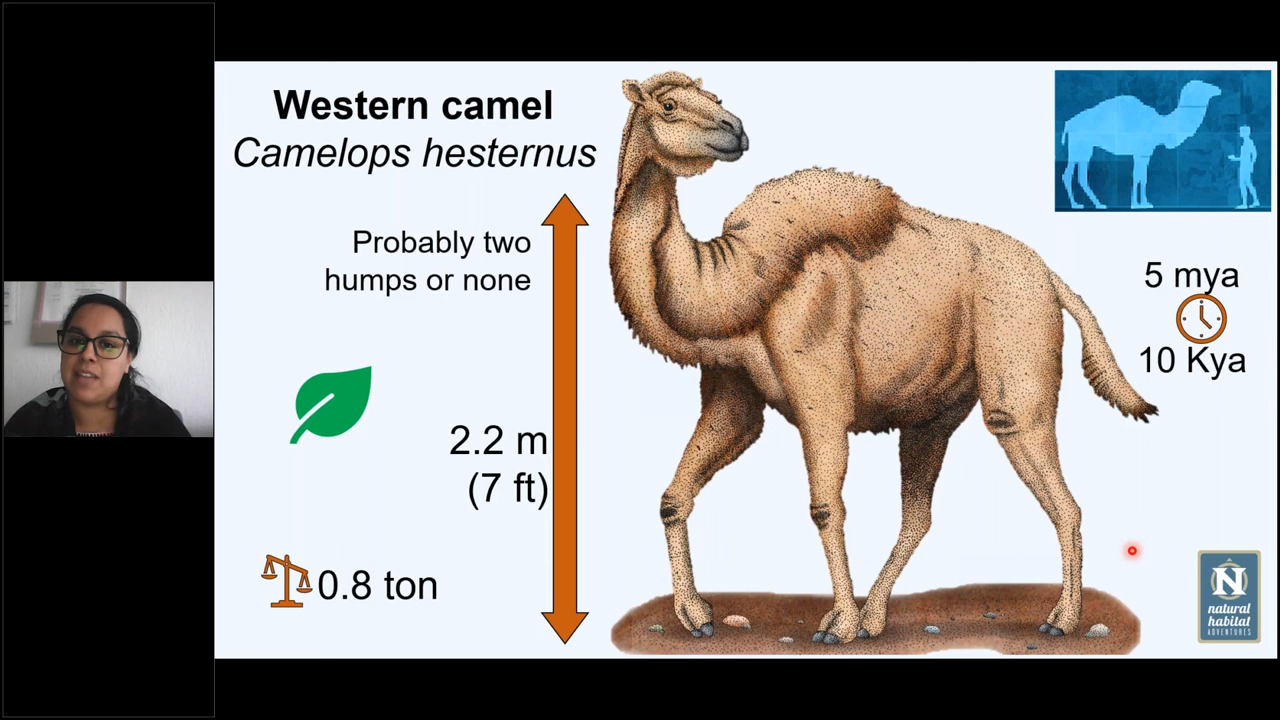 Western camel
Camelops hesternus
Probably two
humps or none
2.2 m
(7 ft)
0.8 ton
5 mya
10 Kya
N
natural
habitat
ADVENTURES